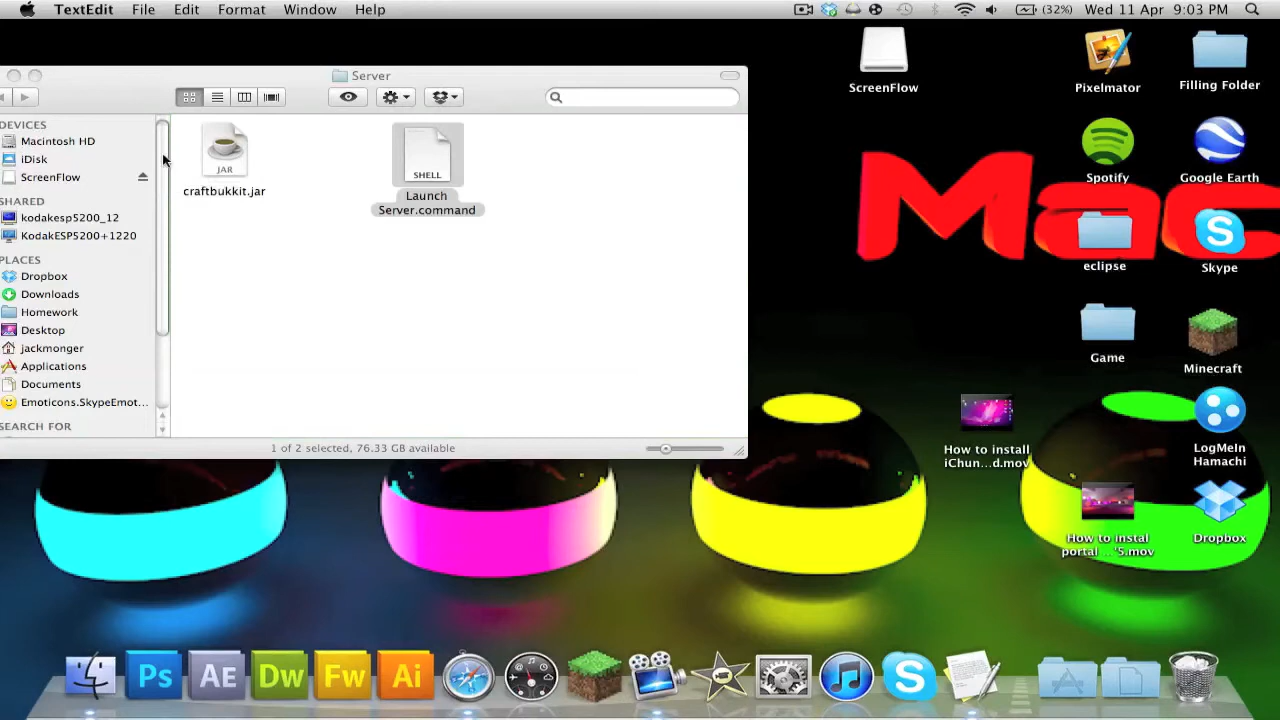 TextEdit File Edit Format Window Help (32%) Wed 11 Apr 9:03 PM
Server
DEVICES
Macintosh HD
iDisk
ScreenFlow
SHARED
kodakesp5200_12
KodakESP5200+1220
PLACES
Dropbox
Downloads
Homework
Desktop
jackmonger
Applications
Documents
Emoticons.SkypeEmot...
SEARCH FOR
JAR
craftbukkit.jar
SHELL
Launch
Server.command
1 of 2 selected, 76.33 GB available
ScreenFlow
Pixelmator
Filling Folder
Spotify
Google Earth
Mac
eclipse
Skype
Game
Minecraft
How to install
iChun...d.mov
LogMeIn
Hamachi
How to instal
portal ...'S.mov
Dropbox
Ps AE Dw Fw Ai